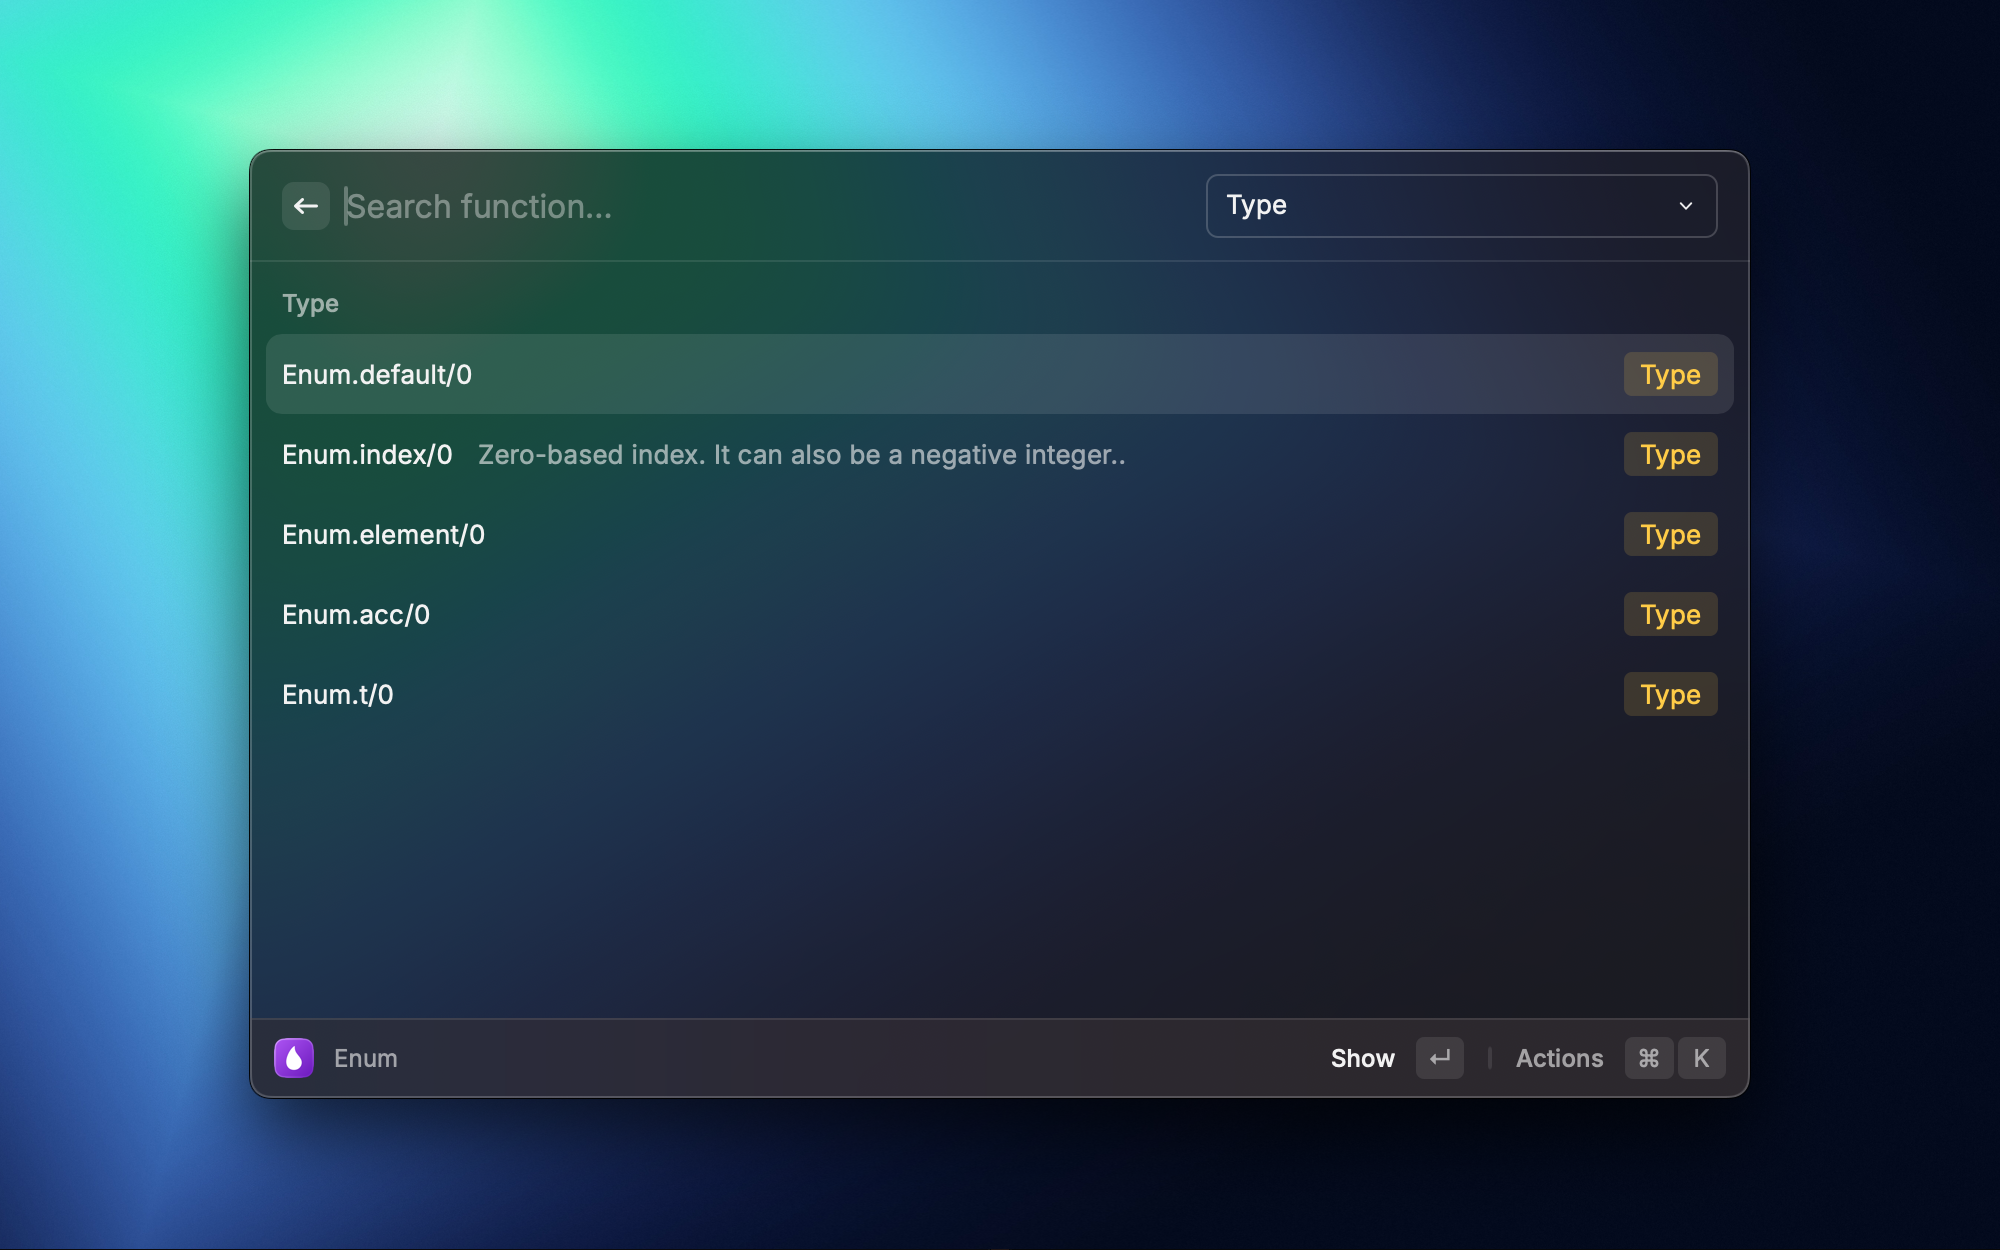 Search function...
Type
Type
Enum.default/0 Type
Enum.index/0 Zero-based index. It can also be a negative integer.. Type
Enum.element/0 Type
Enum.acc/0 Type
Enum.t/0 Type
Enum Show ↵ Actions ⌘ K